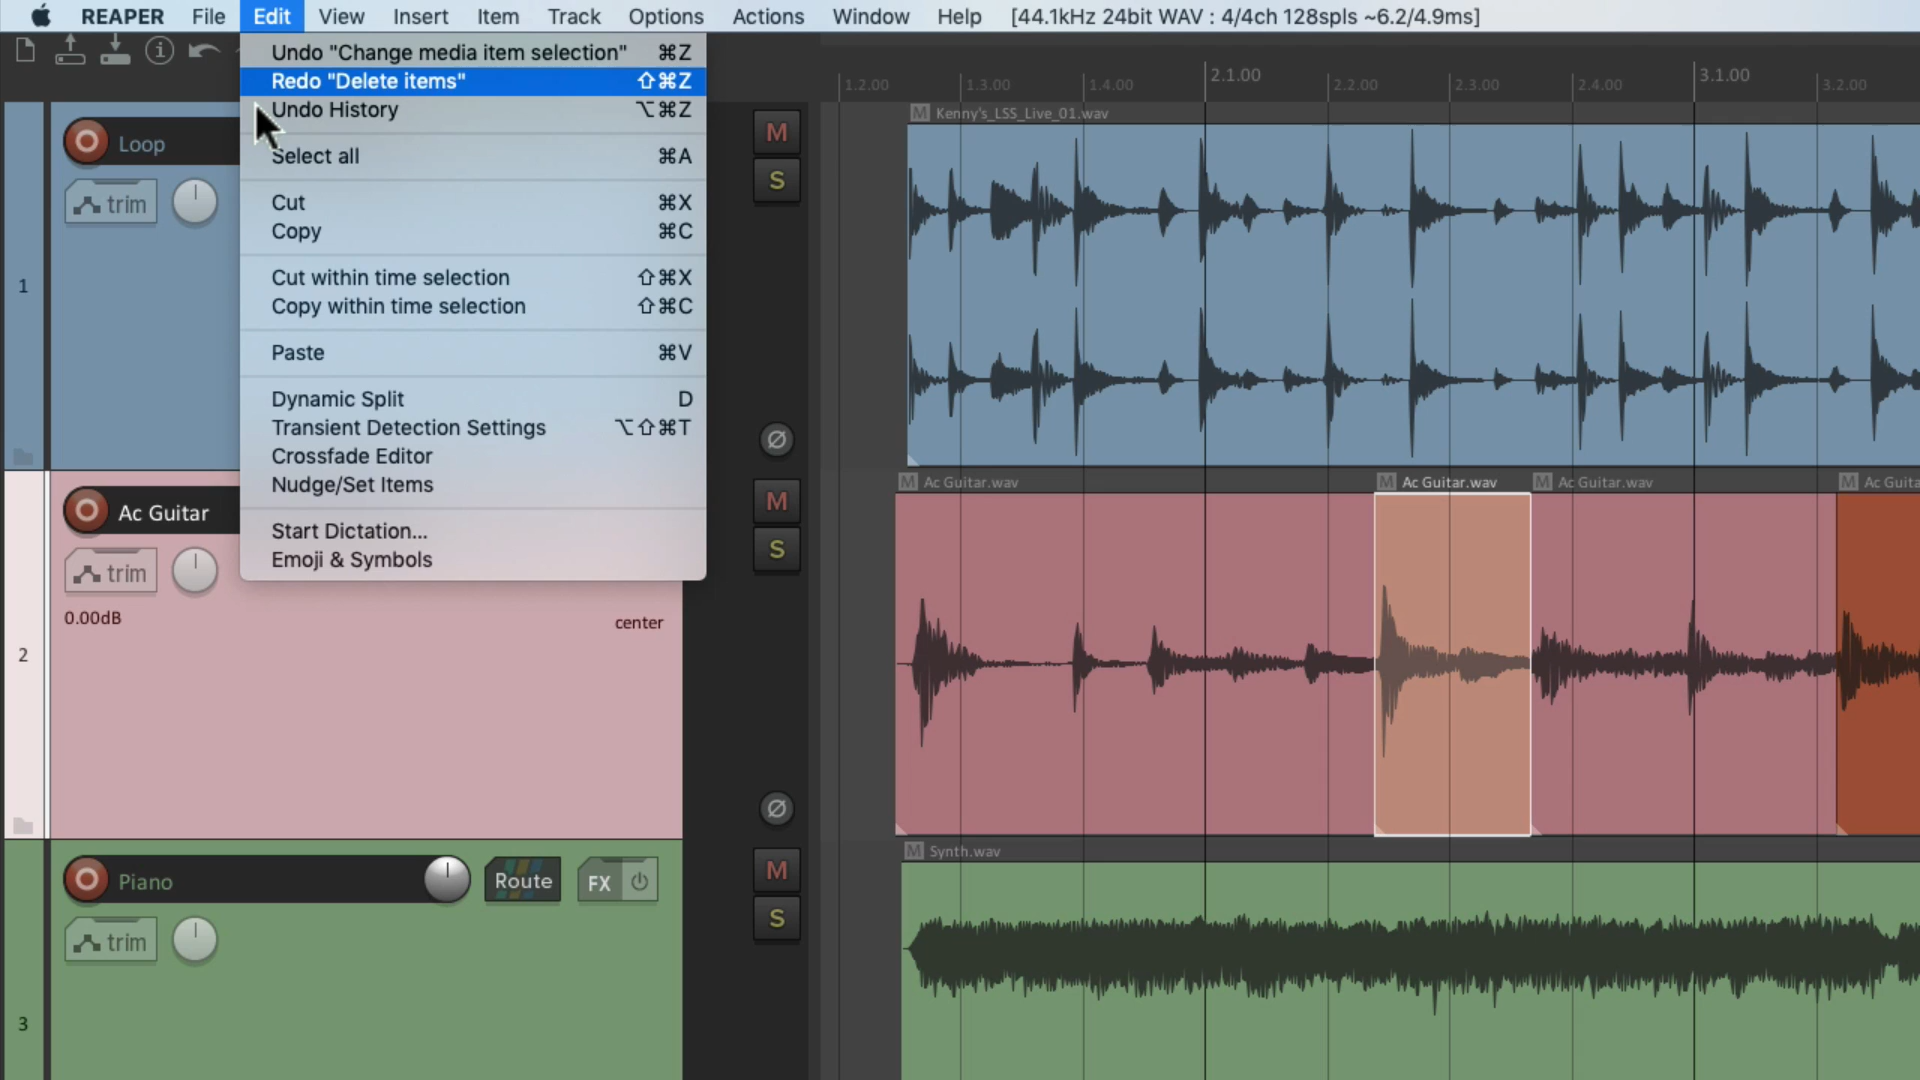 REAPER File Edit View Insert Item Track Options Actions Window Help [44.1kHz 24bit WAV : 4/4ch 128spls ~6.2/4.9ms]
Undo "Change media item selection" ⌘Z
Redo "Delete items" ⇧⌘Z
Undo History ⌥⌘Z
Select all ⌘A
Cut ⌘X
Copy ⌘C
Cut within time selection ⇧⌘X
Copy within time selection ⇧⌘C
Paste ⌘V
Dynamic Split D
Transient Detection Settings ⌥⇧⌘T
Crossfade Editor
Nudge/Set Items
Start Dictation...
Emoji & Symbols
1.2.00 1.3.00 1.4.00 2.1.00 2.2.00 2.3.00 2.4.00 3.1.00 3.2.00
1
Loop
trim
M
S
M Kenny's_LSS_Live_01.wav
2
Ac Guitar
trim
0.00dB center
M
S
M Ac Guitar.wav M Ac Guitar.wav M Ac Guitar.wav M Ac Guita
3
Piano Route FX
trim
M
S
M Synth.wav